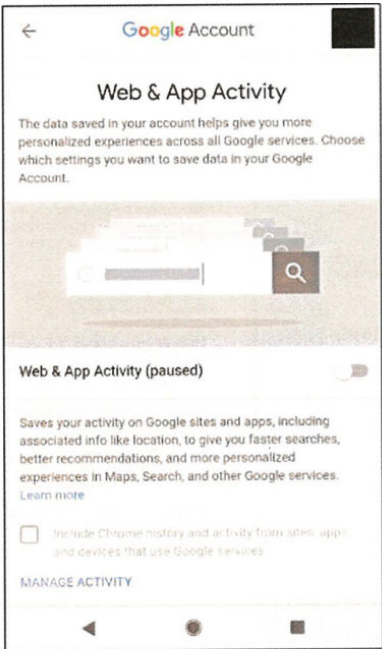 Google Account
Web & App Activity
The data saved in your account helps give you more
personalized experiences across all Google services. Choose
which settings you want to save data in your Google
Account.
Web & App Activity (paused)
Saves your activity on Google sites and apps, including
associated info like location, to give you faster searches,
better recommendations, and more personalized
experiences in Maps, Search, and other Google services.
Learn more
Include Chrome history and activity from sites, apps,
and devices that use Google services
MANAGE ACTIVITY